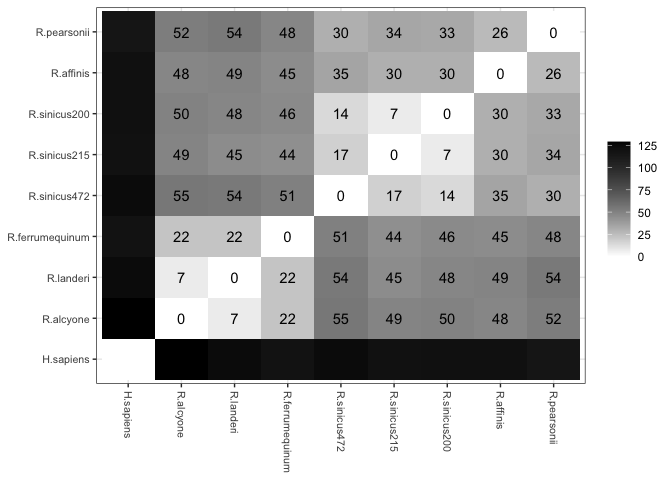 R.pearsonii 52 54 48 30 34 33 26 0
R.affinis 48 49 45 35 30 30 0 26
R.sinicus200 50 48 46 14 7 0 30 33
R.sinicus215 49 45 44 17 0 7 30 34
R.sinicus472 55 54 51 0 17 14 35 30
R.ferrumequinum 22 22 0 51 44 46 45 48
R.landeri 7 0 22 54 45 48 49 54
R.alcyone 0 7 22 55 49 50 48 52
H.sapiens
H.sapiens
R.alcyone
R.landeri
R.ferrumequinum
R.sinicus472
R.sinicus215
R.sinicus200
R.affinis
R.pearsonii
125
100
75
50
25
0